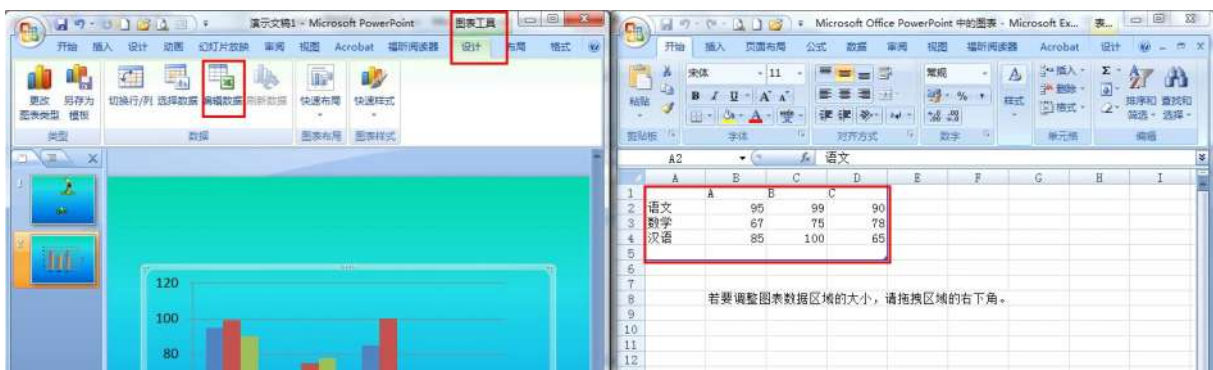 演示文稿1 - Microsoft PowerPoint
图表工具
开始 插入 设计 动画 幻灯片放映 审阅 视图 Acrobat 福昕阅读器 设计 布局 格式
更改图表类型 另存为模板 切换行/列 选择数据 编辑数据 刷新数据 快速布局 快速样式
类型 数据 图表布局 图表样式
1
2
120
100
80
Microsoft Office PowerPoint 中的图表 - Microsoft Ex... 表...
开始 插入 页面布局 公式 数据 审阅 视图 福昕阅读器 Acrobat 设计
粘贴 宋体 11 常规 样式 插入 删除 格式 排序和筛选 查找和选择
B I U A A % ,
剪贴板 字体 对齐方式 数字 单元格 编辑
A2 fx 语文
A B C D E F G H I
1 A B C
2 语文 95 99 90
3 数学 67 75 78
4 汉语 85 100 65
5
6
7
8 若要调整图表数据区域的大小，请拖拽区域的右下角。
9
10
11
12